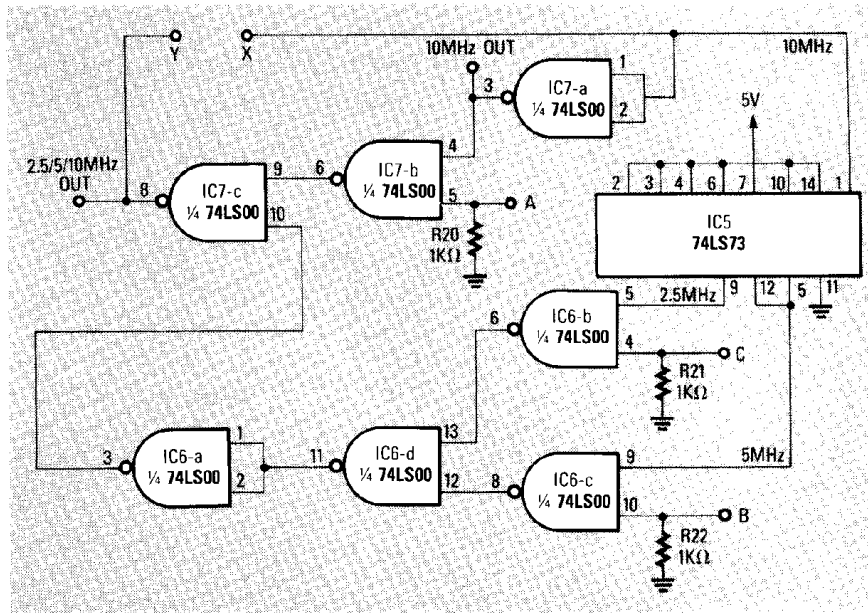 Y
X
10MHz OUT
10MHz
3
1
2
IC7-a
¼ 74LS00
5V
2.5/5/10MHz
OUT
8
IC7-c
¼ 74LS00
9
10
6
IC7-b
¼ 74LS00
4
5
A
R20
1KΩ
2
3
4
6
7
10
14
1
IC5
74LS73
2.5MHz
9
12
5
11
6
IC6-b
¼ 74LS00
5
4
C
R21
1KΩ
3
IC6-a
¼ 74LS00
1
2
11
IC6-d
¼ 74LS00
13
12
8
IC6-c
¼ 74LS00
9
10
5MHz
B
R22
1KΩ